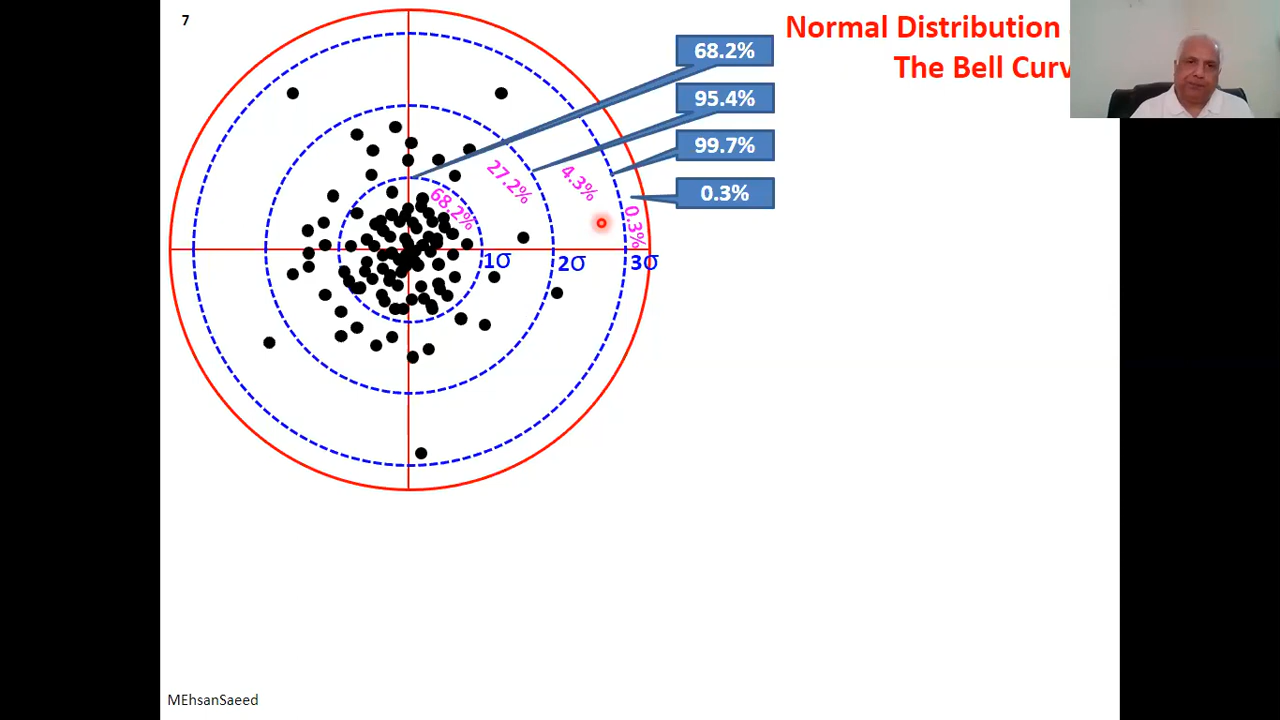 7
Normal Distribution
The Bell Curv
68.2%
95.4%
99.7%
0.3%
68.2%
27.2%
4.3%
0.3%
1σ
2σ
3σ
MEhsanSaeed